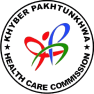 KHYBER PAKHTUNKHWA
HEALTH CARE COMMISSION